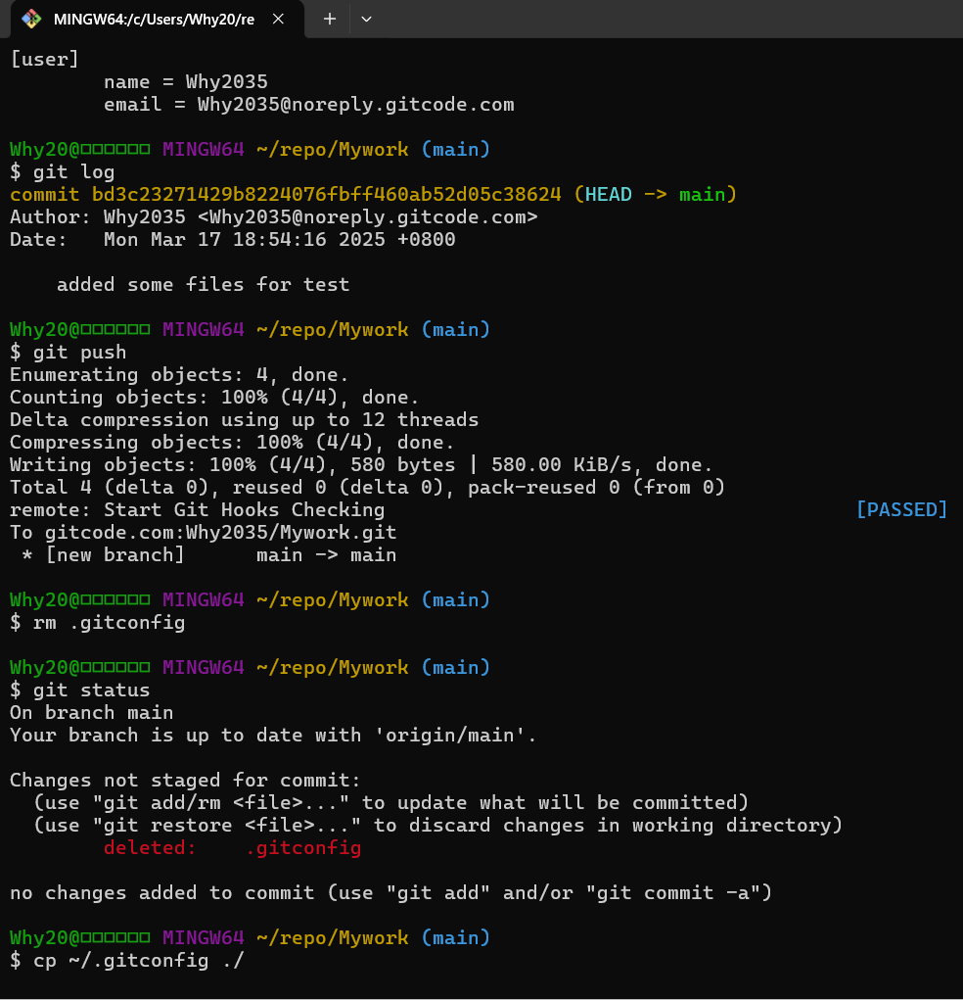 MINGW64:/c/Users/Why20/re
[user]
        name = Why2035
        email = Why2035@noreply.gitcode.com
Why20@□□□□□□ MINGW64 ~/repo/Mywork (main)
$ git log
commit bd3c23271429b8224076fbff460ab52d05c38624 (HEAD -> main)
Author: Why2035 <Why2035@noreply.gitcode.com>
Date:   Mon Mar 17 18:54:16 2025 +0800
    added some files for test
Why20@□□□□□□ MINGW64 ~/repo/Mywork (main)
$ git push
Enumerating objects: 4, done.
Counting objects: 100% (4/4), done.
Delta compression using up to 12 threads
Compressing objects: 100% (4/4), done.
Writing objects: 100% (4/4), 580 bytes | 580.00 KiB/s, done.
Total 4 (delta 0), reused 0 (delta 0), pack-reused 0 (from 0)
remote: Start Git Hooks Checking                                        [PASSED]
To gitcode.com:Why2035/Mywork.git
 * [new branch]      main -> main
Why20@□□□□□□ MINGW64 ~/repo/Mywork (main)
$ rm .gitconfig
Why20@□□□□□□ MINGW64 ~/repo/Mywork (main)
$ git status
On branch main
Your branch is up to date with 'origin/main'.
Changes not staged for commit:
  (use "git add/rm <file>..." to update what will be committed)
  (use "git restore <file>..." to discard changes in working directory)
        deleted:    .gitconfig
no changes added to commit (use "git add" and/or "git commit -a")
Why20@□□□□□□ MINGW64 ~/repo/Mywork (main)
$ cp ~/.gitconfig ./